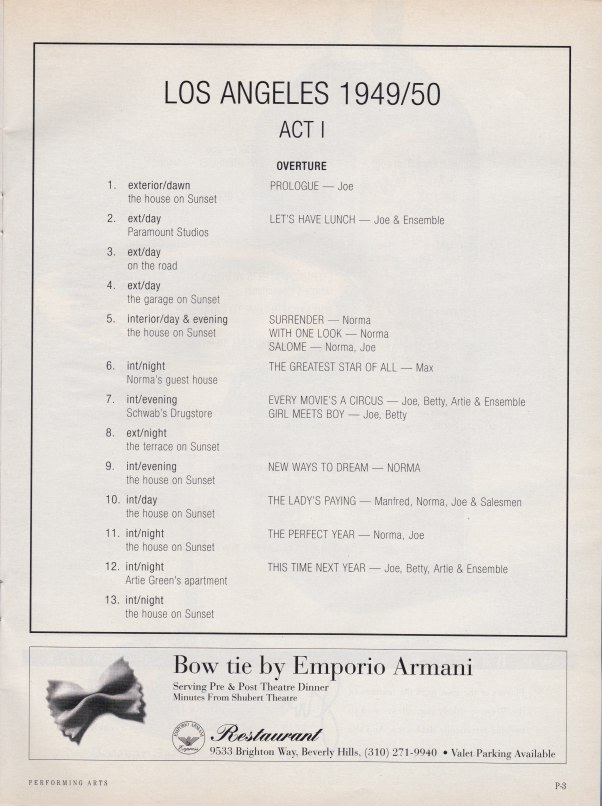 LOS ANGELES 1949/50
ACT I
OVERTURE
1. exterior/dawn PROLOGUE — Joe
the house on Sunset
2. ext/day LET'S HAVE LUNCH — Joe & Ensemble
Paramount Studios
3. ext/day
on the road
4. ext/day
the garage on Sunset
5. interior/day & evening SURRENDER — Norma
the house on Sunset WITH ONE LOOK — Norma
SALOME — Norma, Joe
6. int/night THE GREATEST STAR OF ALL — Max
Norma's guest house
7. int/evening EVERY MOVIE'S A CIRCUS — Joe, Betty, Artie & Ensemble
Schwab's Drugstore GIRL MEETS BOY — Joe, Betty
8. ext/night
the terrace on Sunset
9. int/evening NEW WAYS TO DREAM — NORMA
the house on Sunset
10. int/day THE LADY'S PAYING — Manfred, Norma, Joe & Salesmen
the house on Sunset
11. int/night THE PERFECT YEAR — Norma, Joe
the house on Sunset
12. int/night THIS TIME NEXT YEAR — Joe, Betty, Artie & Ensemble
Artie Green's apartment
13. int/night
the house on Sunset
Bow tie by Emporio Armani
Serving Pre & Post Theatre Dinner
Minutes From Shubert Theatre
EMPORIO ARMANI
Express
Restaurant
9533 Brighton Way, Beverly Hills, (310) 271-9940 • Valet Parking Available
PERFORMING ARTS P-3